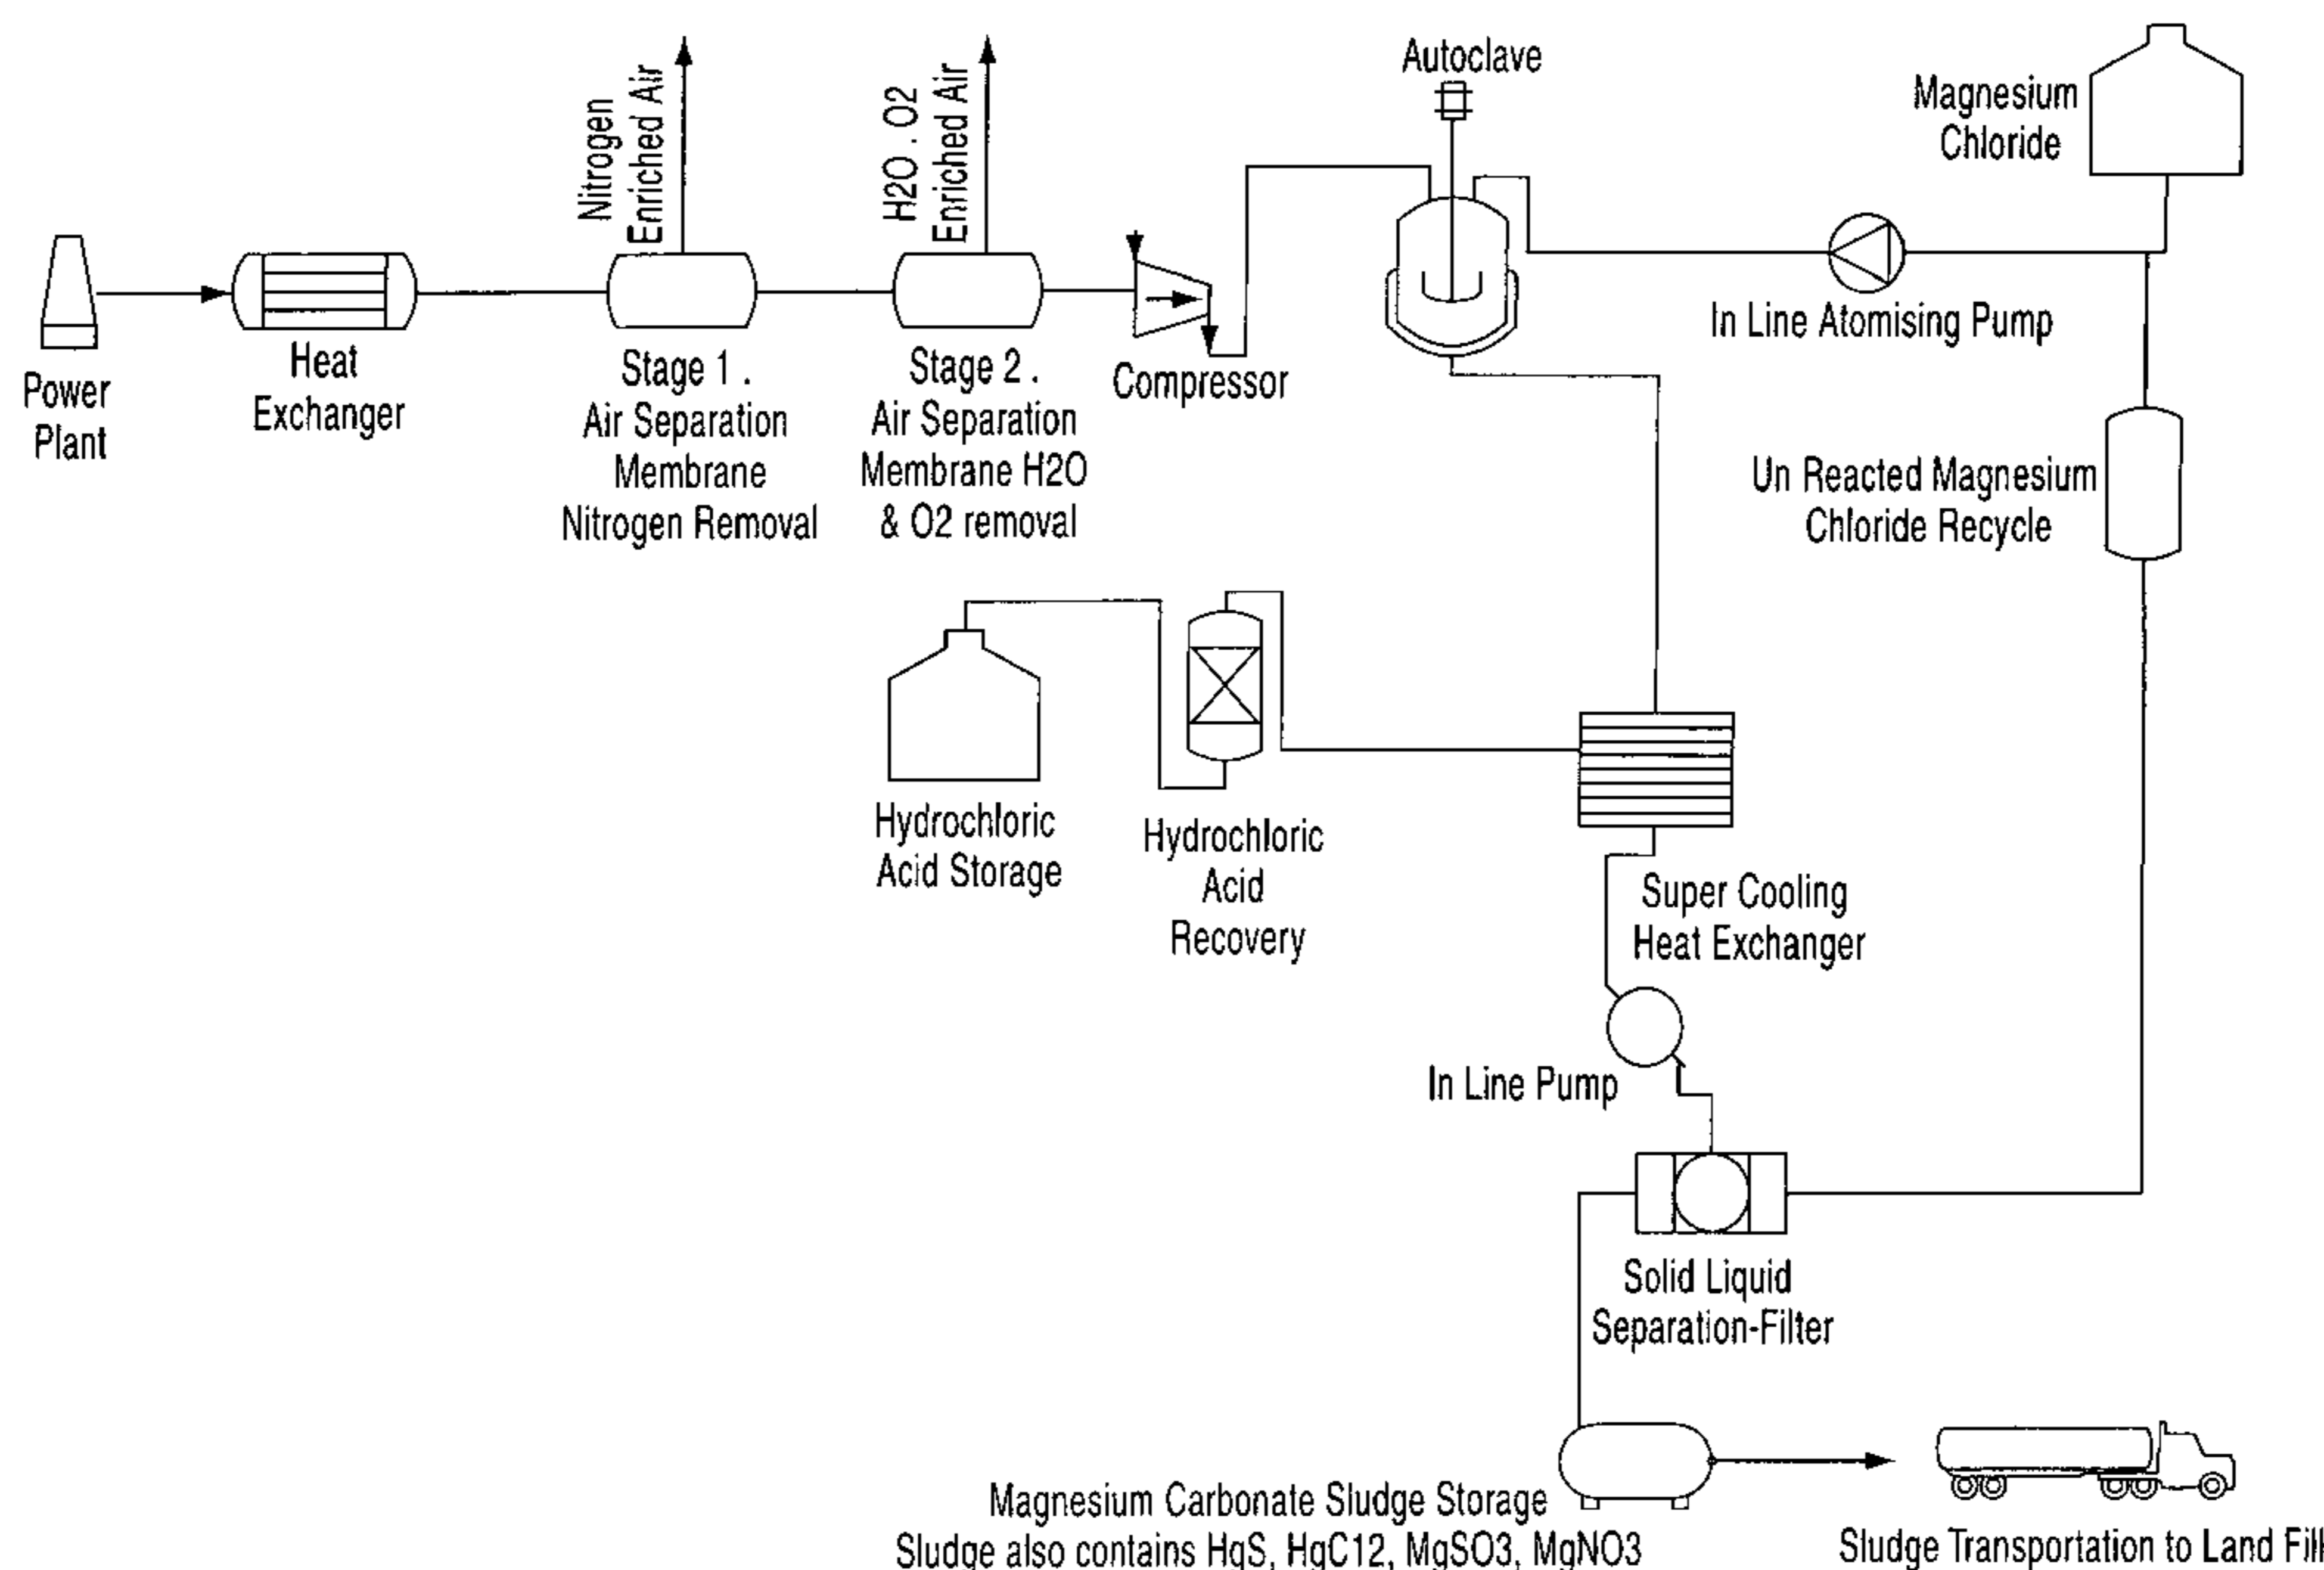 Autoclave
Magnesium
Chloride
Nitrogen
Enriched Air
H2O . O2
Enriched Air
In Line Atomising Pump
Power
Plant
Heat
Exchanger
Stage 1 .
Air Separation
Membrane
Nitrogen Removal
Stage 2 .
Air Separation
Membrane H2O
& O2 removal
Compressor
Un Reacted Magnesium
Chloride Recycle
Hydrochloric
Acid Storage
Hydrochloric
Acid
Recovery
Super Cooling
Heat Exchanger
In Line Pump
Solid Liquid
Separation-Filter
Magnesium Carbonate Sludge Storage
Sludge also contains HgS, HgC12, MgSO3, MgNO3
Sludge Transportation to Land Fill